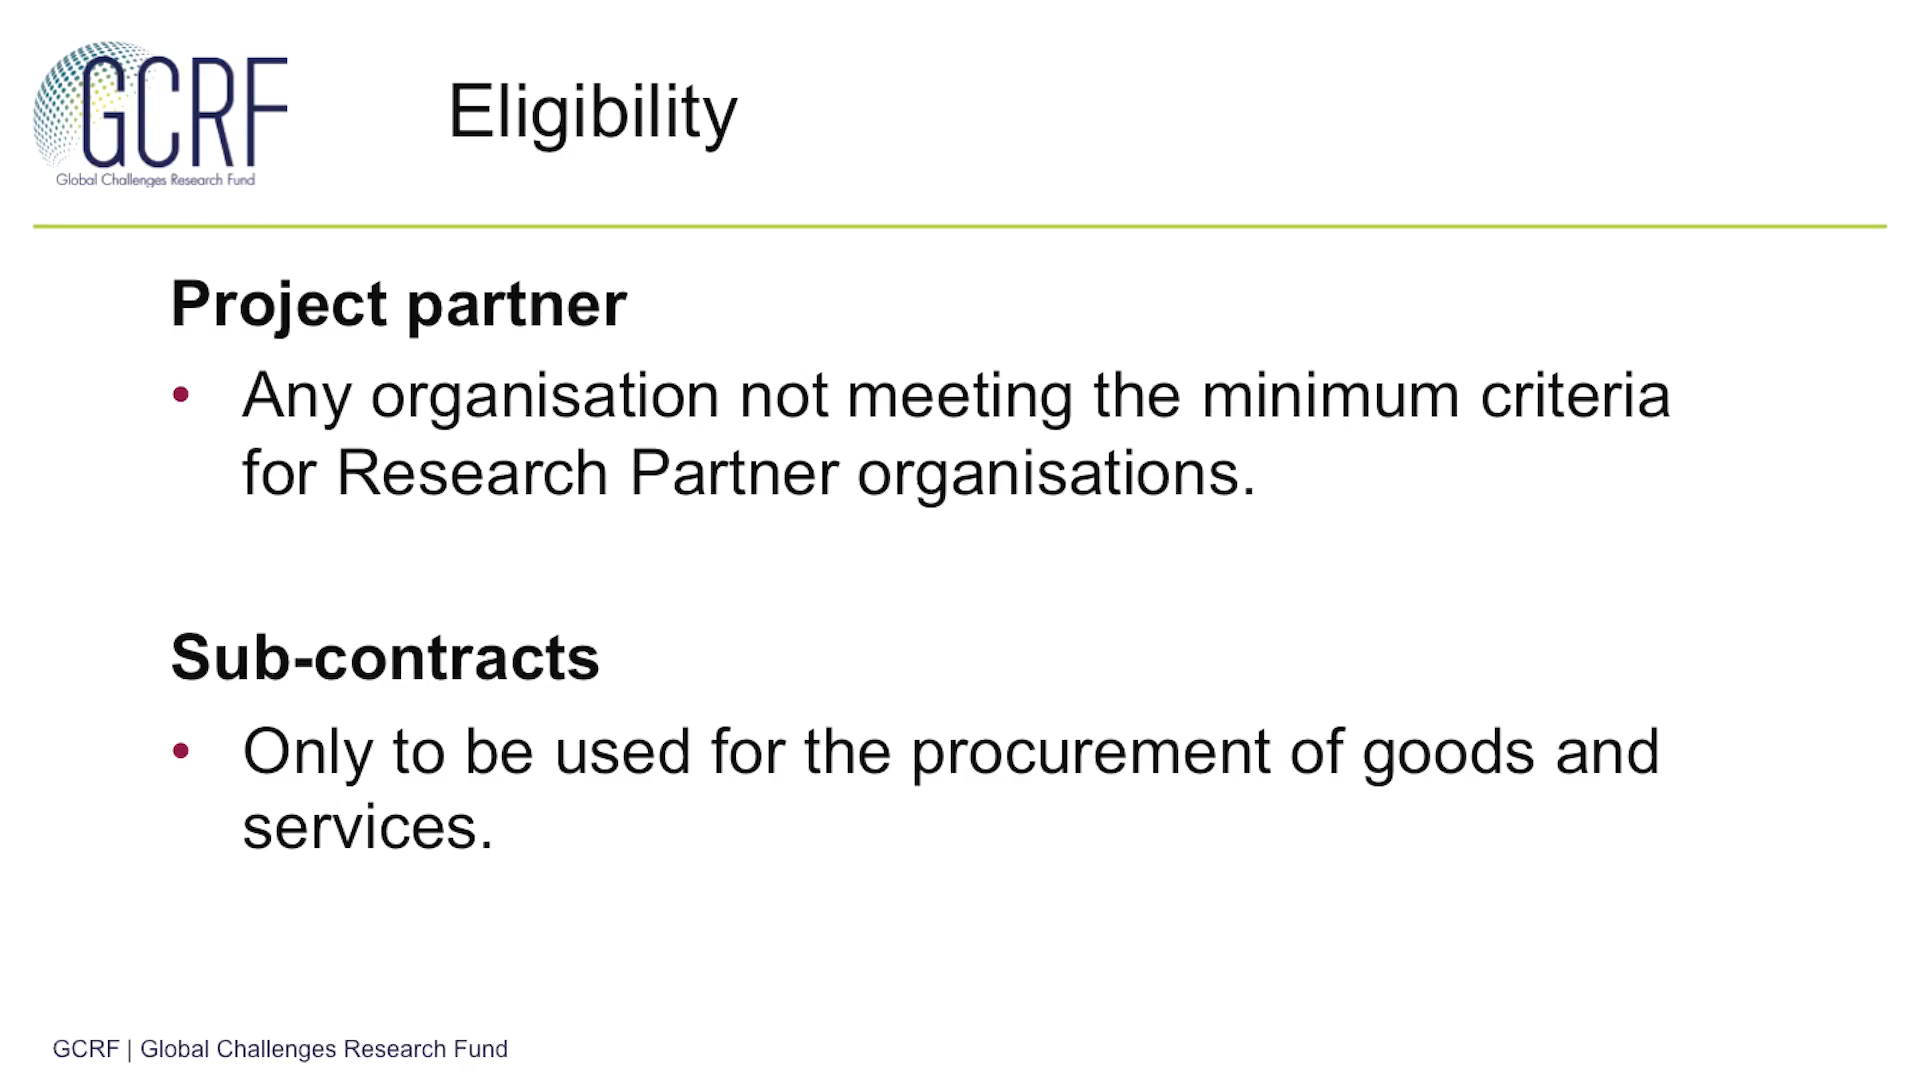 GCRF
Global Challenges Research Fund
Eligibility
Project partner
• Any organisation not meeting the minimum criteria
for Research Partner organisations.
Sub-contracts
• Only to be used for the procurement of goods and
services.
GCRF | Global Challenges Research Fund